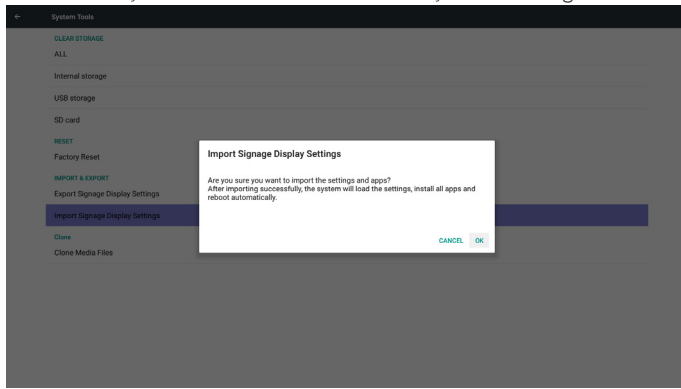 System Tools
CLEAR STORAGE
ALL
Internal storage
USB storage
SD card
RESET
Factory Reset
IMPORT & EXPORT
Export Signage Display Settings
Import Signage Display Settings
Clone
Clone Media Files
Import Signage Display Settings
Are you sure you want to import the settings and apps?
After importing successfully, the system will load the settings, install all apps and
reboot automatically.
CANCEL OK